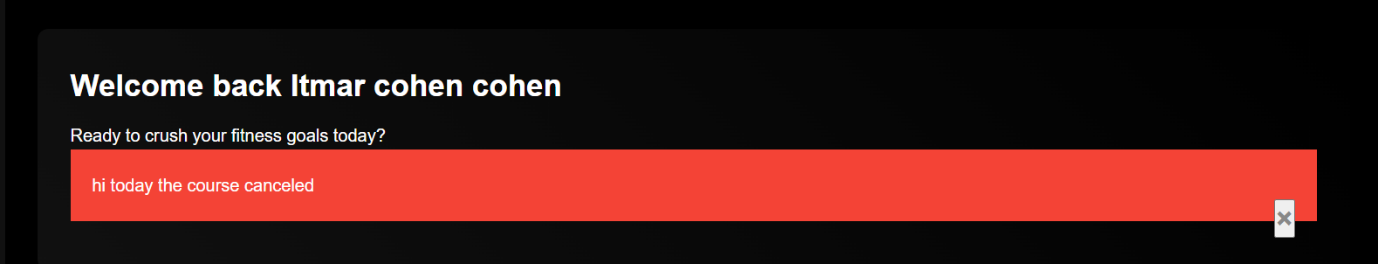 Welcome back Itmar cohen cohen
Ready to crush your fitness goals today?
hi today the course canceled
×